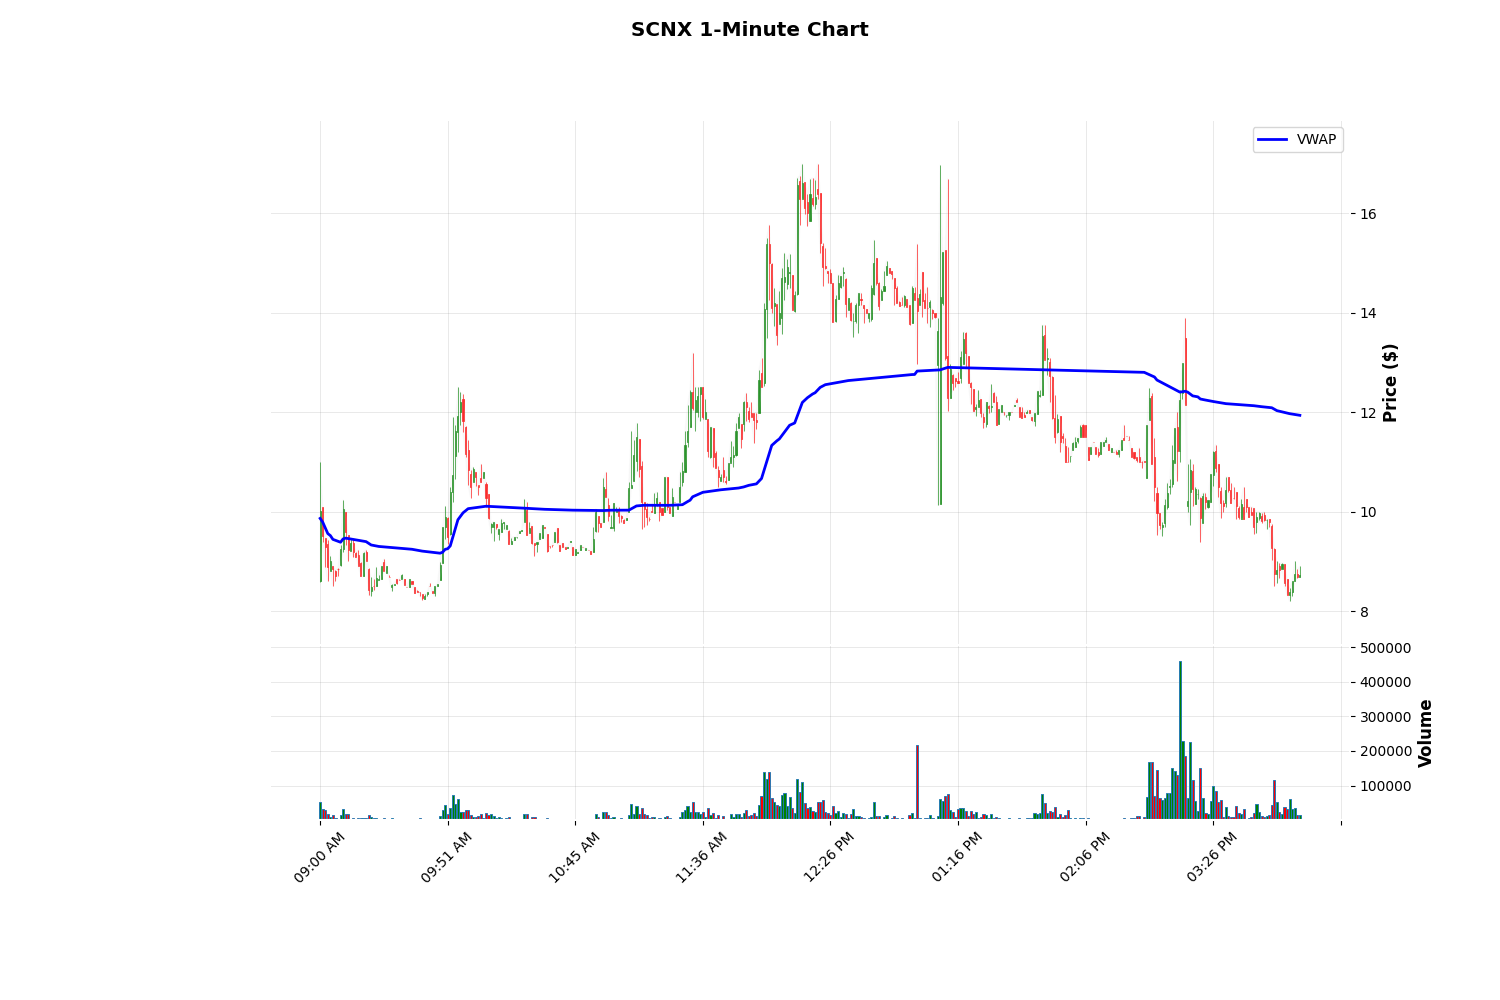 SCNX 1-Minute Chart
VWAP
16
14
12
10
8
Price ($)
500000
400000
300000
200000
100000
Volume
09:00 AM
09:51 AM
10:45 AM
11:36 AM
12:26 PM
01:16 PM
02:06 PM
03:26 PM